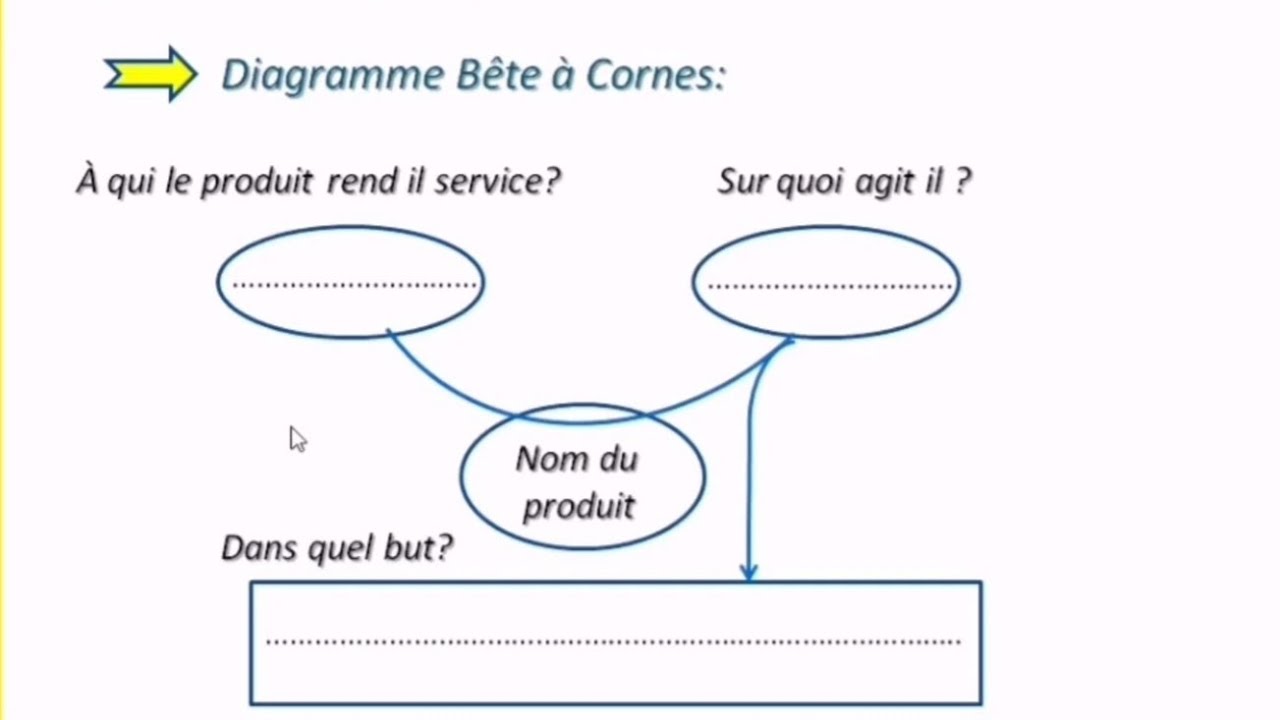 Diagramme Bête à Cornes:
À qui le produit rend il service?
Sur quoi agit il ?
................................
................................
Nom du
produit
Dans quel but?
................................................................................